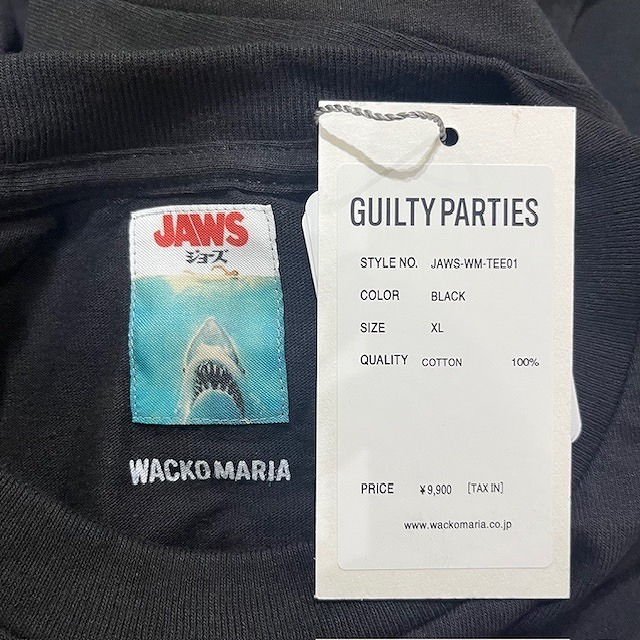 JAWS
ジョーズ
WACKO MARIA
GUILTY PARTIES
STYLE NO. JAWS-WM-TEE01
COLOR BLACK
SIZE XL
QUALITY COTTON 100%
PRICE ¥9,900 [TAX IN]
www.wackomaria.co.jp